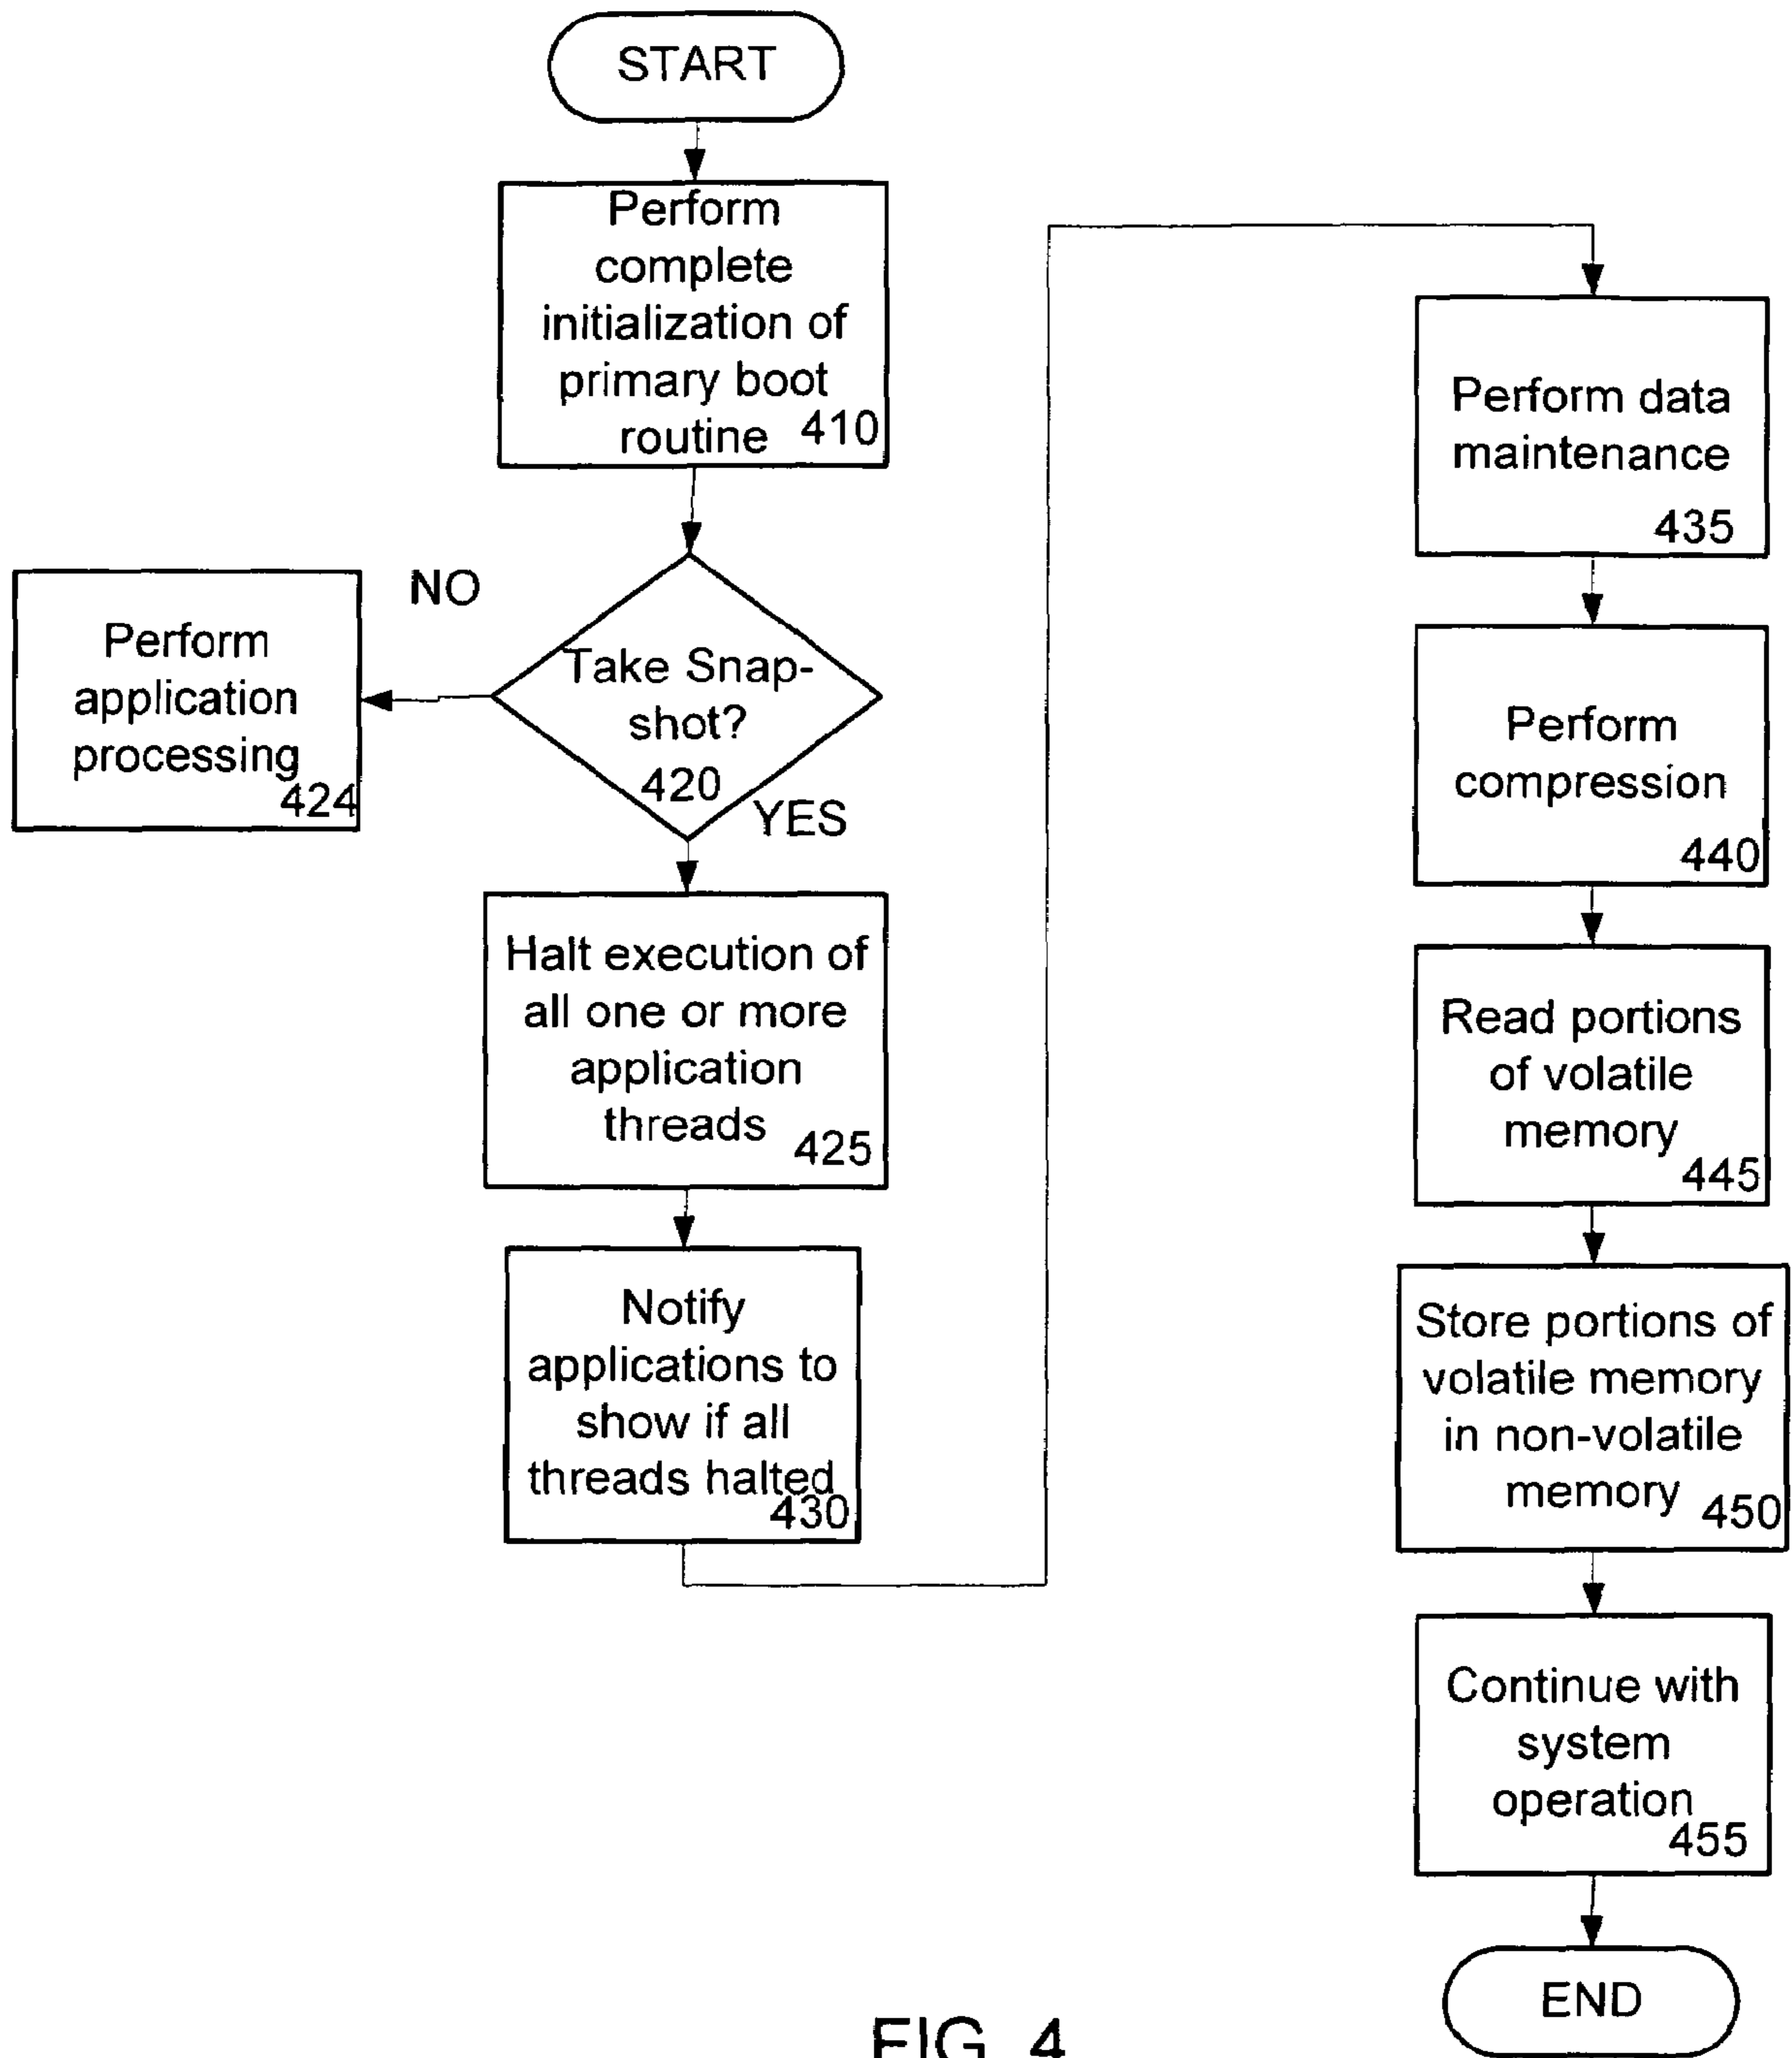 START
Perform
complete
initialization of
primary boot
routine 410
NO
Perform
application
processing
424
Take Snap-
shot?
420
YES
Halt execution of
all one or more
application
threads
425
Notify
applications to
show if all
threads halted
430
Perform data
maintenance
435
Perform
compression
440
Read portions
of volatile
memory
445
Store portions of
volatile memory
in non-volatile
memory 450
Continue with
system
operation
455
END
FIG. 4